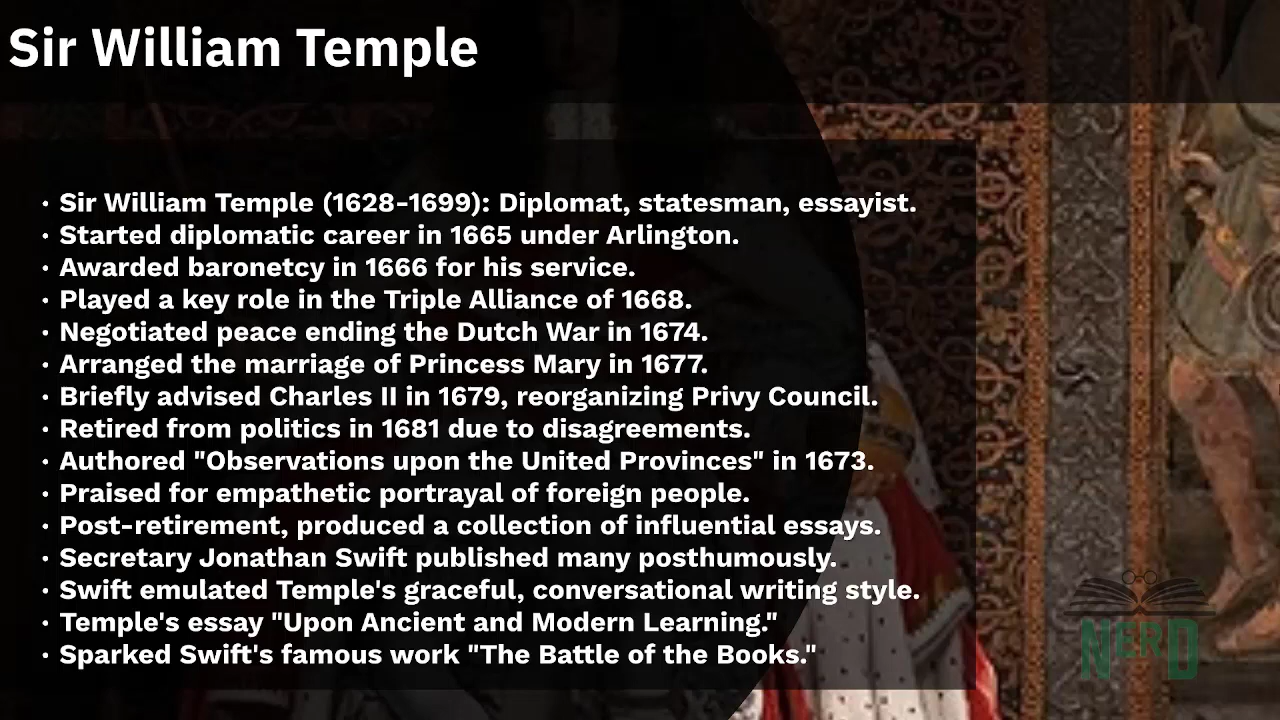 Sir William Temple
• Sir William Temple (1628-1699): Diplomat, statesman, essayist.
• Started diplomatic career in 1665 under Arlington.
• Awarded baronetcy in 1666 for his service.
• Played a key role in the Triple Alliance of 1668.
• Negotiated peace ending the Dutch War in 1674.
• Arranged the marriage of Princess Mary in 1677.
• Briefly advised Charles II in 1679, reorganizing Privy Council.
• Retired from politics in 1681 due to disagreements.
• Authored "Observations upon the United Provinces" in 1673.
• Praised for empathetic portrayal of foreign people.
• Post-retirement, produced a collection of influential essays.
• Secretary Jonathan Swift published many posthumously.
• Swift emulated Temple's graceful, conversational writing style.
• Temple's essay "Upon Ancient and Modern Learning."
• Sparked Swift's famous work "The Battle of the Books."
NERD